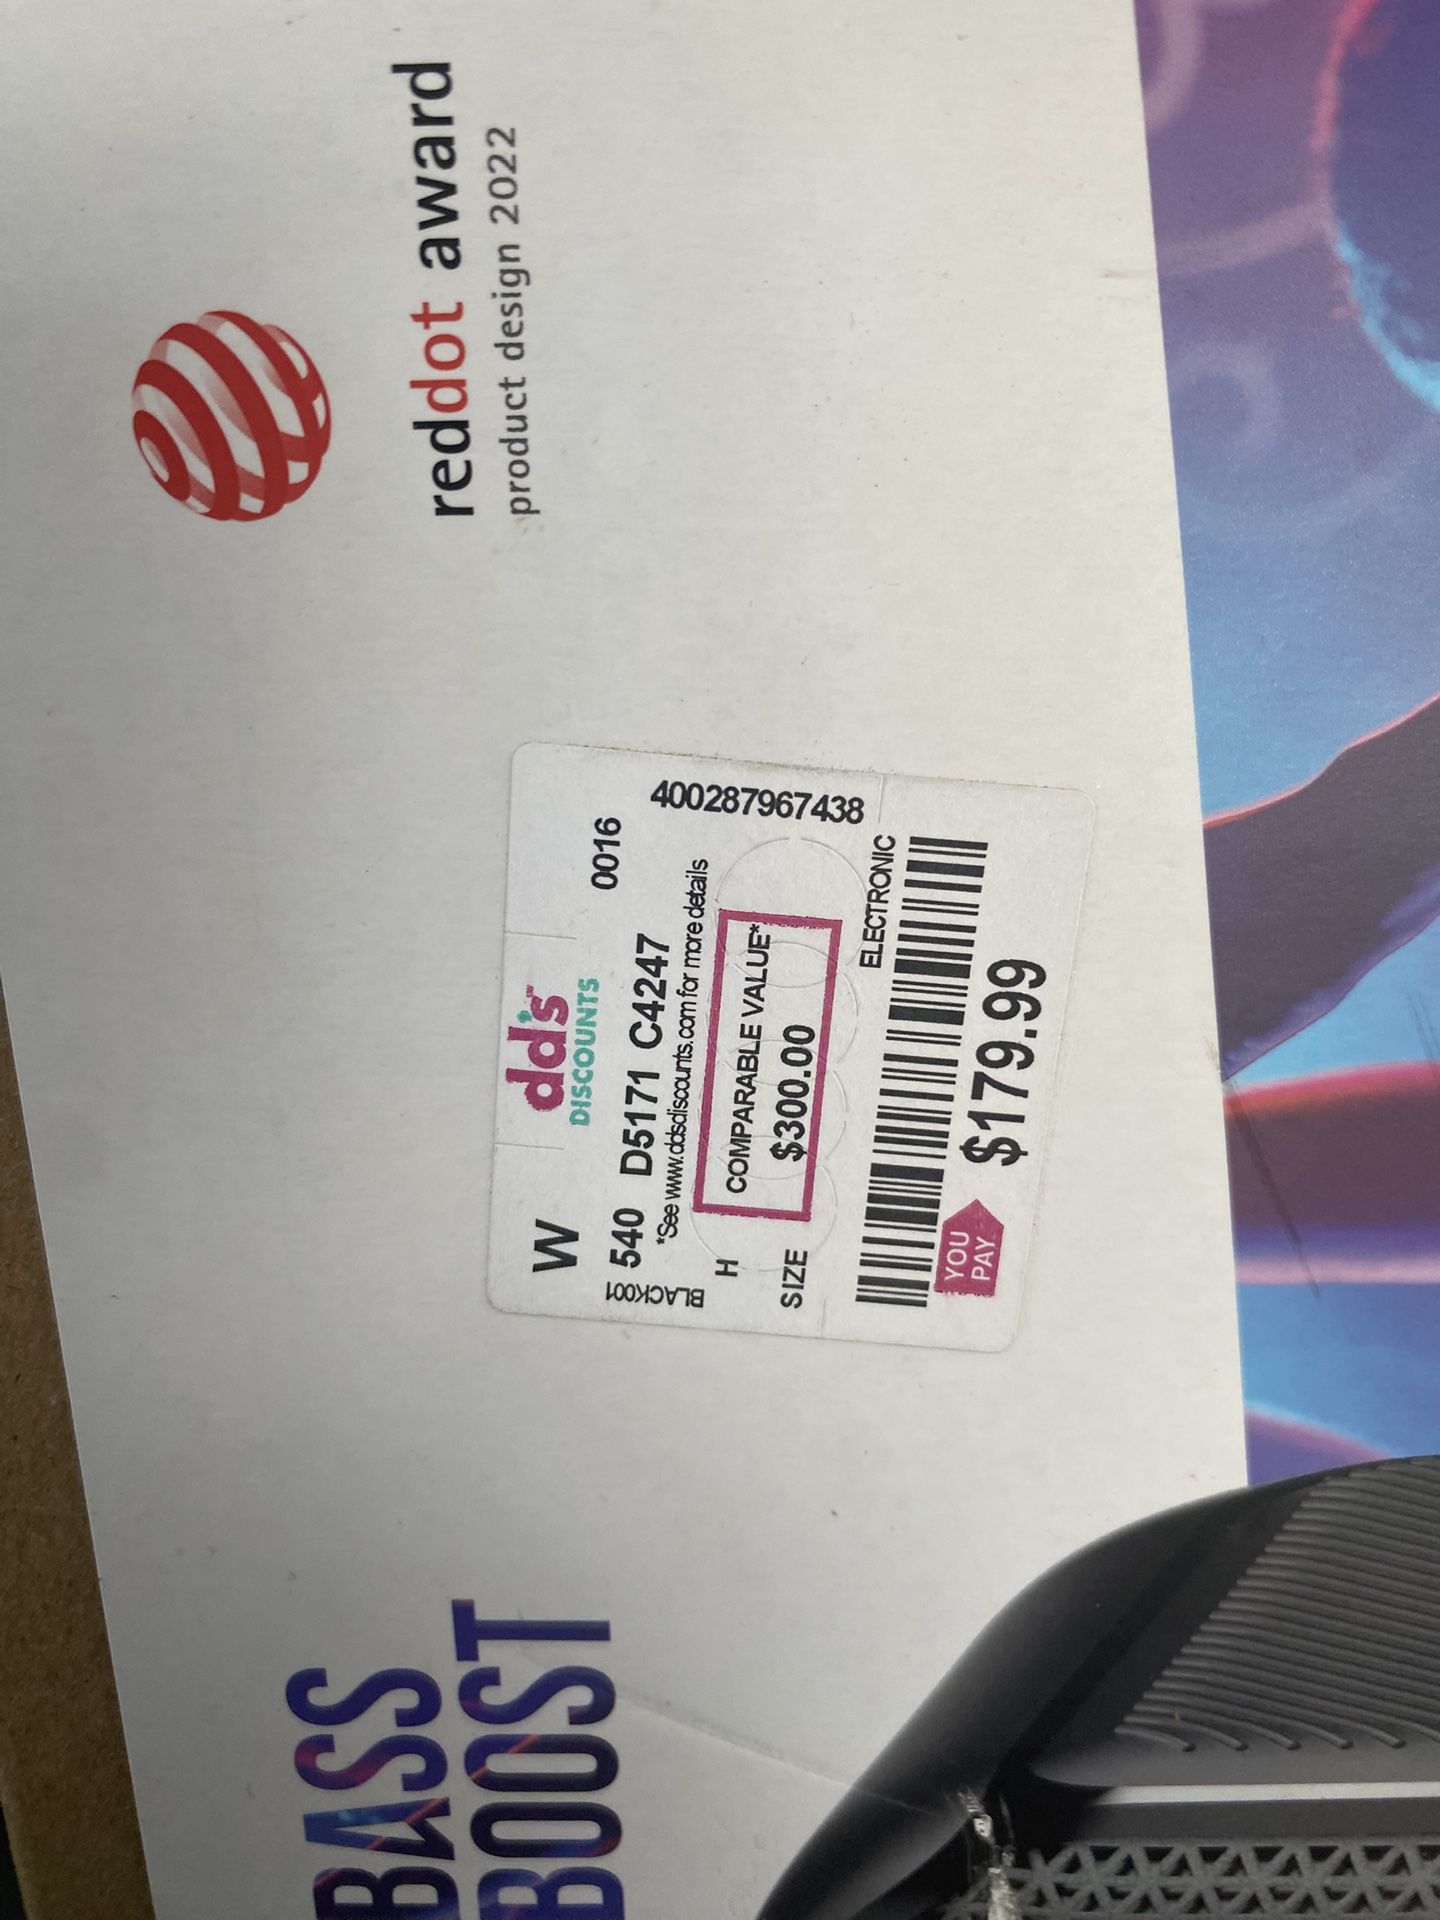 reddot award
product design 2022
dd's™
DISCOUNTS
W
0016
540 D5171 C4247
*See www.ddsdiscounts.com for more details
BLACK001
400287967438
H
COMPARABLE VALUE*
$300.00
SIZE
ELECTRONIC
YOU
PAY
$179.99
BASS
BOOST